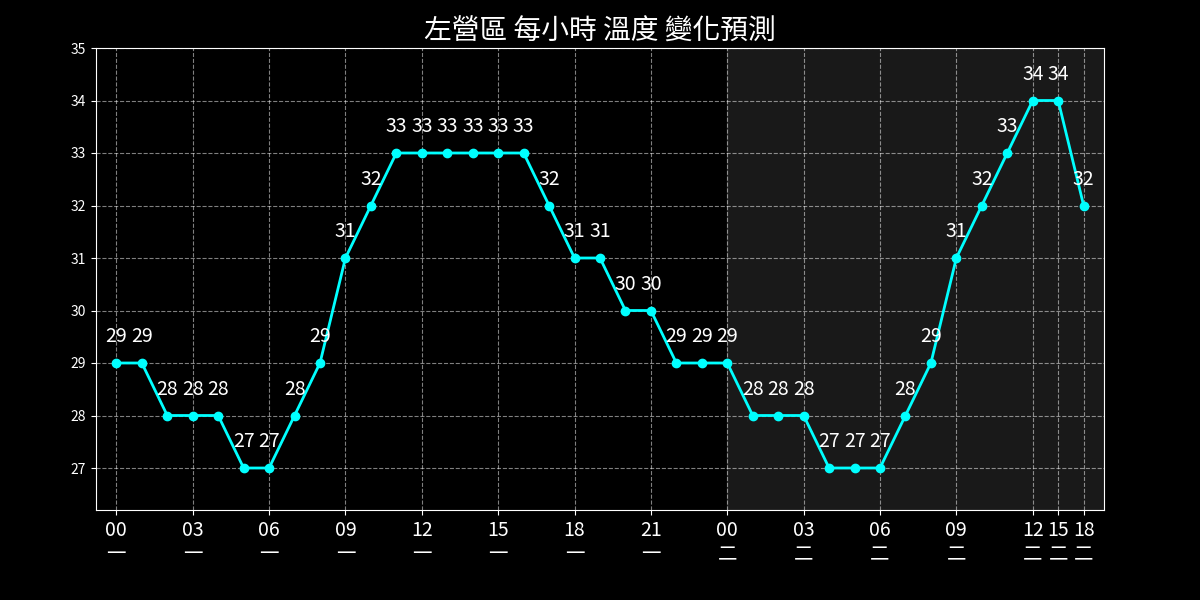 左營區 每小時 溫度 變化預測
35
34
33
32
31
30
29
28
27
34 34
33 33 33 33 33 33 33
32 32 32 32
31 31 31 31
30 30
29 29 29 29 29 29 29
28 28 28 28 28 28 28 28
27 27 27 27 27
00 03 06 09 12 15 18 21 00 03 06 09 12 15 18
一 一 一 一 一 一 一 一 二 二 二 二 二 二 二